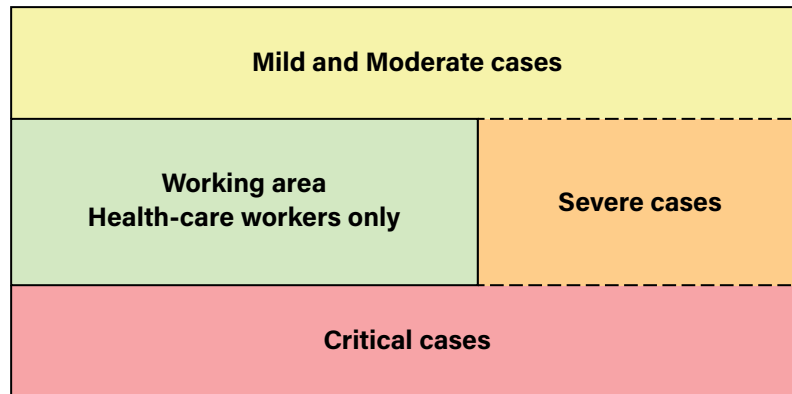 Mild and Moderate cases
Working area
Health-care workers only
Severe cases
Critical cases